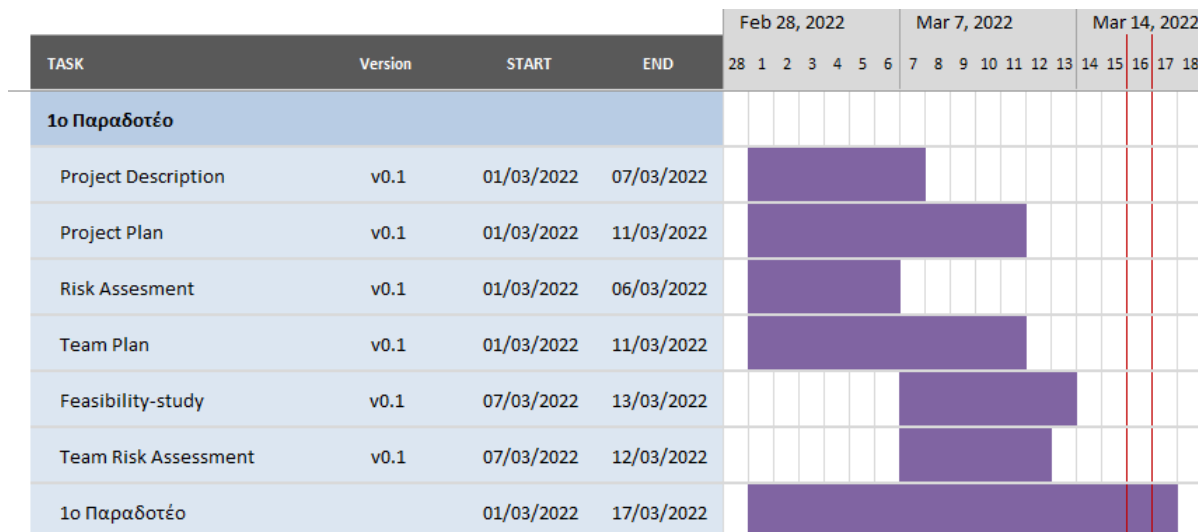 Feb 28, 2022 Mar 7, 2022 Mar 14, 2022
TASK Version START END 28 1 2 3 4 5 6 7 8 9 10 11 12 13 14 15 16 17 18
1ο Παραδοτέο
Project Description v0.1 01/03/2022 07/03/2022
Project Plan v0.1 01/03/2022 11/03/2022
Risk Assesment v0.1 01/03/2022 06/03/2022
Team Plan v0.1 01/03/2022 11/03/2022
Feasibility-study v0.1 07/03/2022 13/03/2022
Team Risk Assessment v0.1 07/03/2022 12/03/2022
1ο Παραδοτέο 01/03/2022 17/03/2022